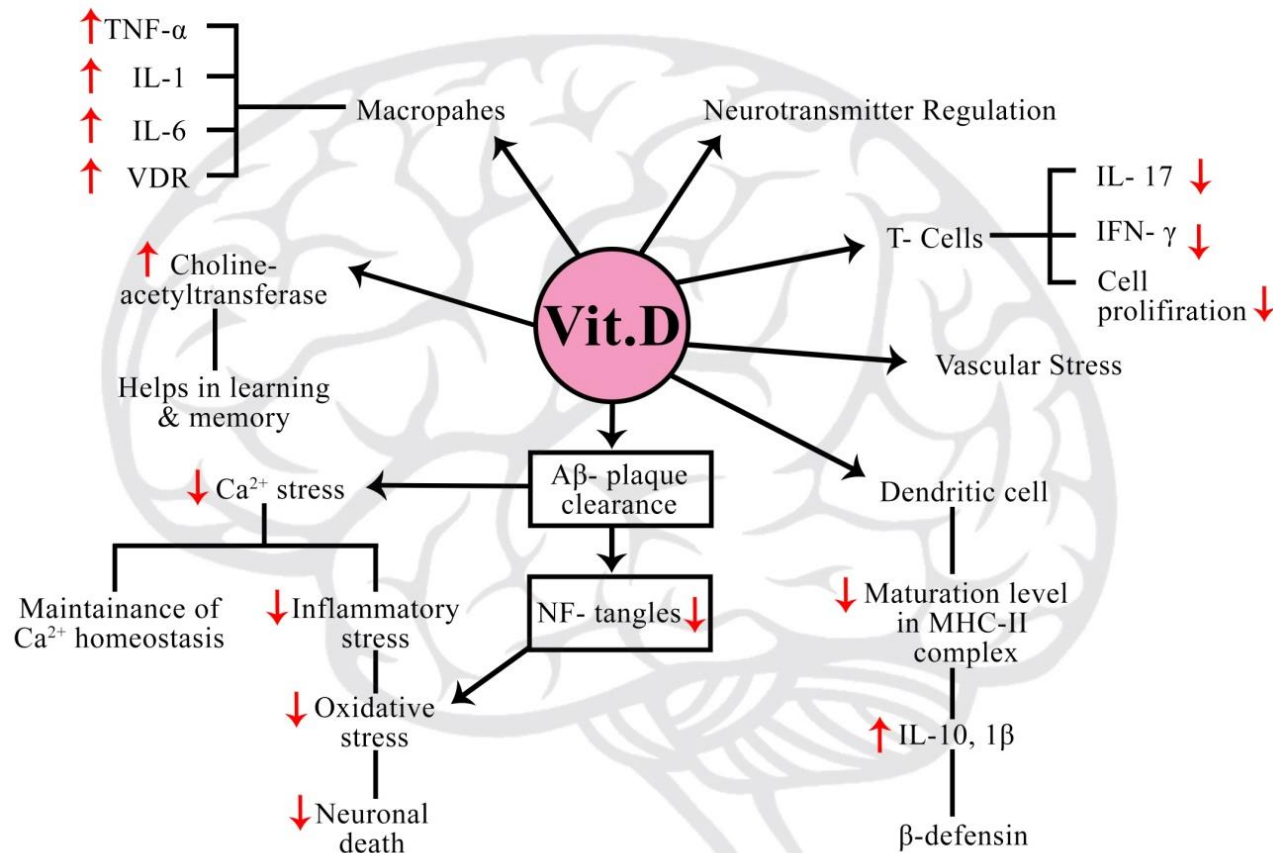 TNF-α
IL-1
IL-6
VDR
Macropahes
Neurotransmitter Regulation
T- Cells
IL- 17
IFN- γ
Cell
prolifiration
Choline-
acetyltransferase
Helps in learning
& memory
Vit.D
Vascular Stress
Aβ- plaque
clearance
Ca²⁺ stress
Dendritic cell
Maintainance of
Ca²⁺ homeostasis
Inflammatory
stress
NF- tangles
Maturation level
in MHC-II
complex
Oxidative
stress
IL-10, 1β
Neuronal
death
β-defensin